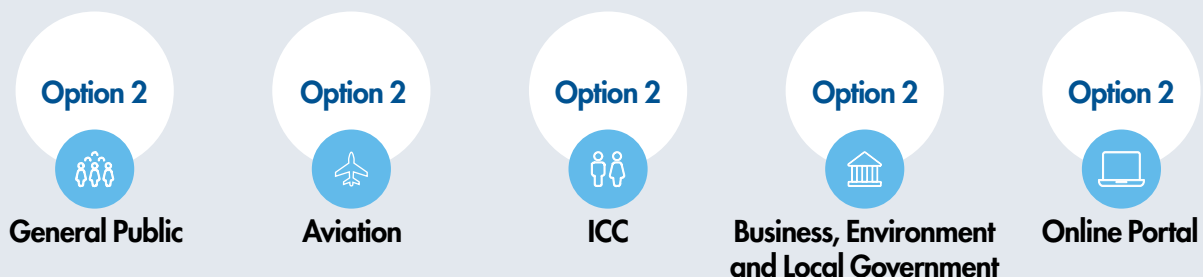 Option 2
Option 2
Option 2
Option 2
Option 2
General Public
Aviation
ICC
Business, Environment
and Local Government
Online Portal